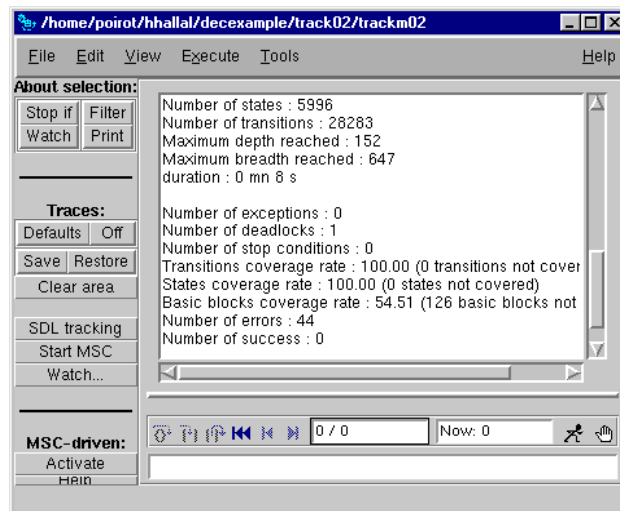 /home/poirot/hhallal/decexample/track02/trackm02
File Edit View Execute Tools Help
About selection:
Stop if Filter
Watch Print
Traces:
Defaults Off
Save Restore
Clear area
SDL tracking
Start MSC
Watch...
MSC-driven:
Activate
Help
Number of states : 5996
Number of transitions : 28283
Maximum depth reached : 152
Maximum breadth reached : 647
duration : 0 mn 8 s
Number of exceptions : 0
Number of deadlocks : 1
Number of stop conditions : 0
Transitions coverage rate : 100.00 (0 transitions not cover
States coverage rate : 100.00 (0 states not covered)
Basic blocks coverage rate : 54.51 (126 basic blocks not
Number of errors : 44
Number of success : 0
0 / 0
Now: 0